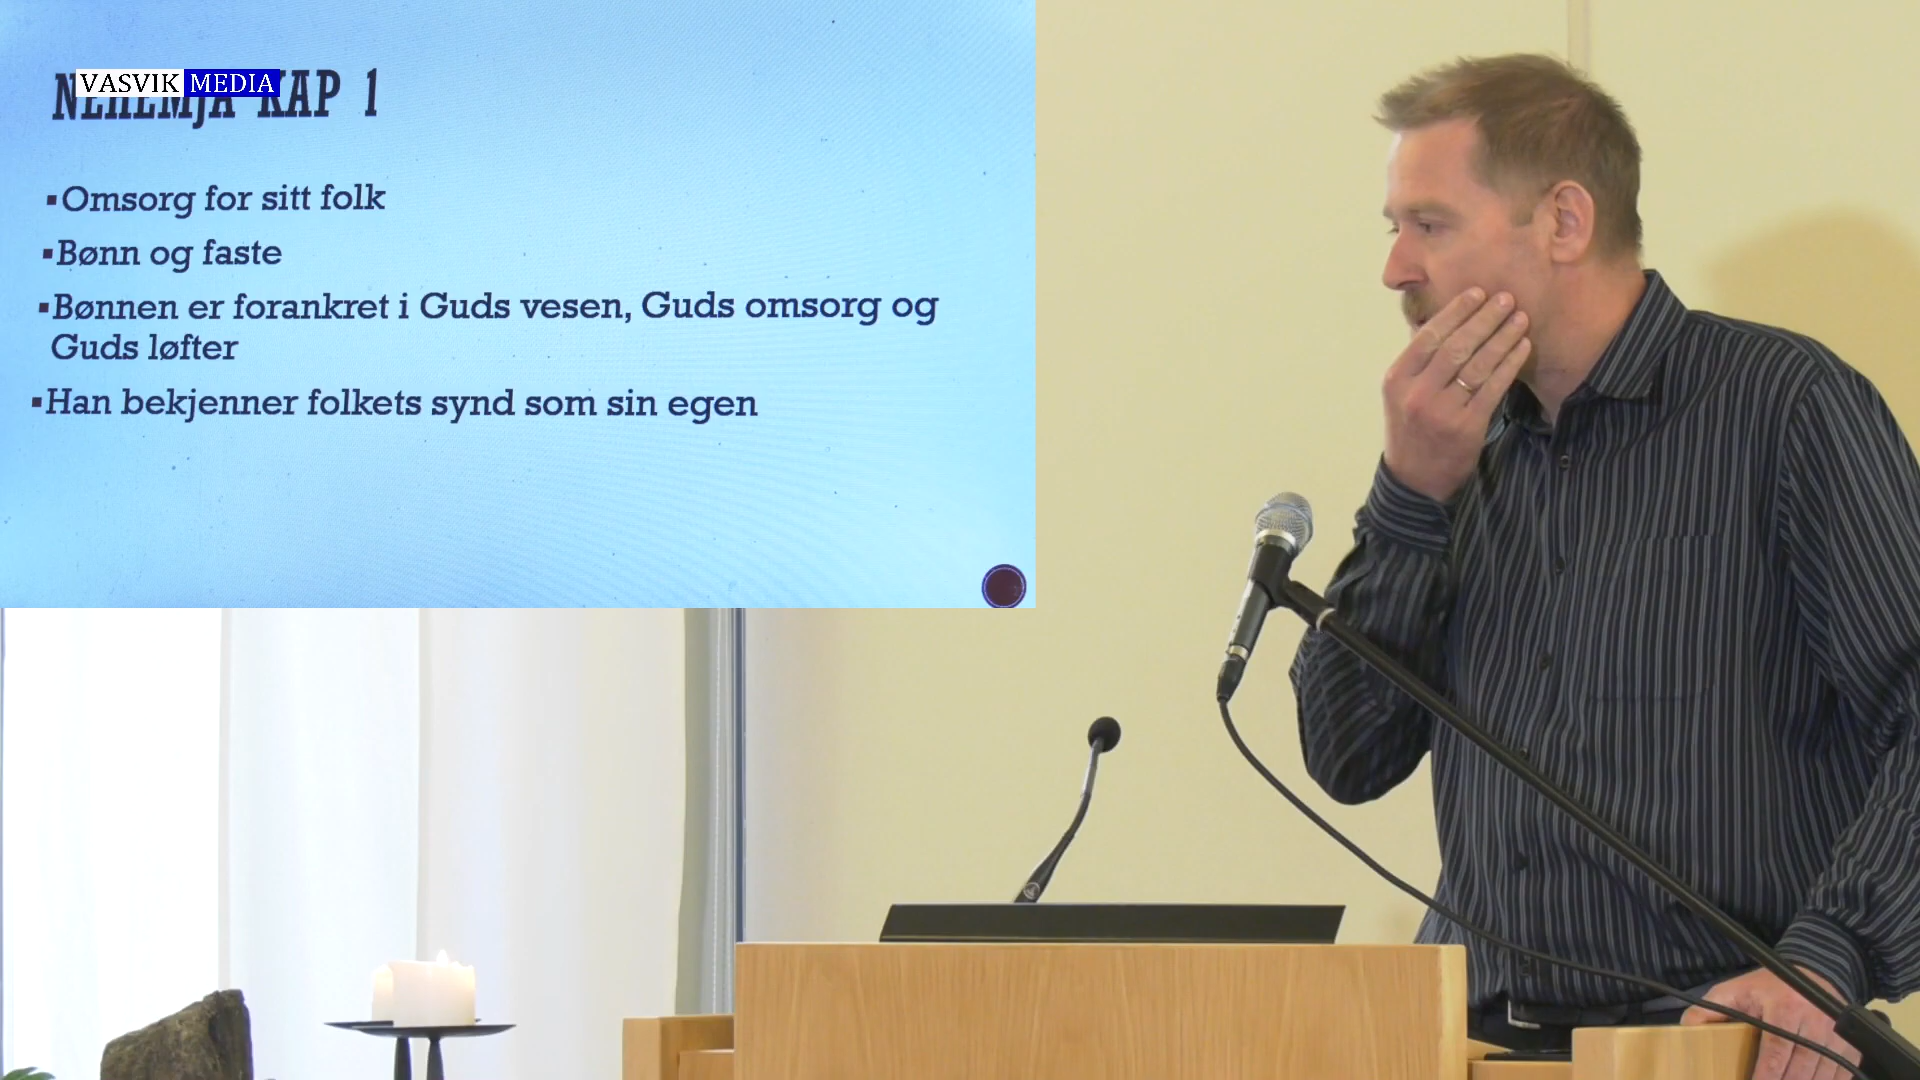 VASVIK MEDIA
NEHEMJA KAP 1
▪Omsorg for sitt folk
▪Bønn og faste
▪Bønnen er forankret i Guds vesen, Guds omsorg og
Guds løfter
▪Han bekjenner folkets synd som sin egen